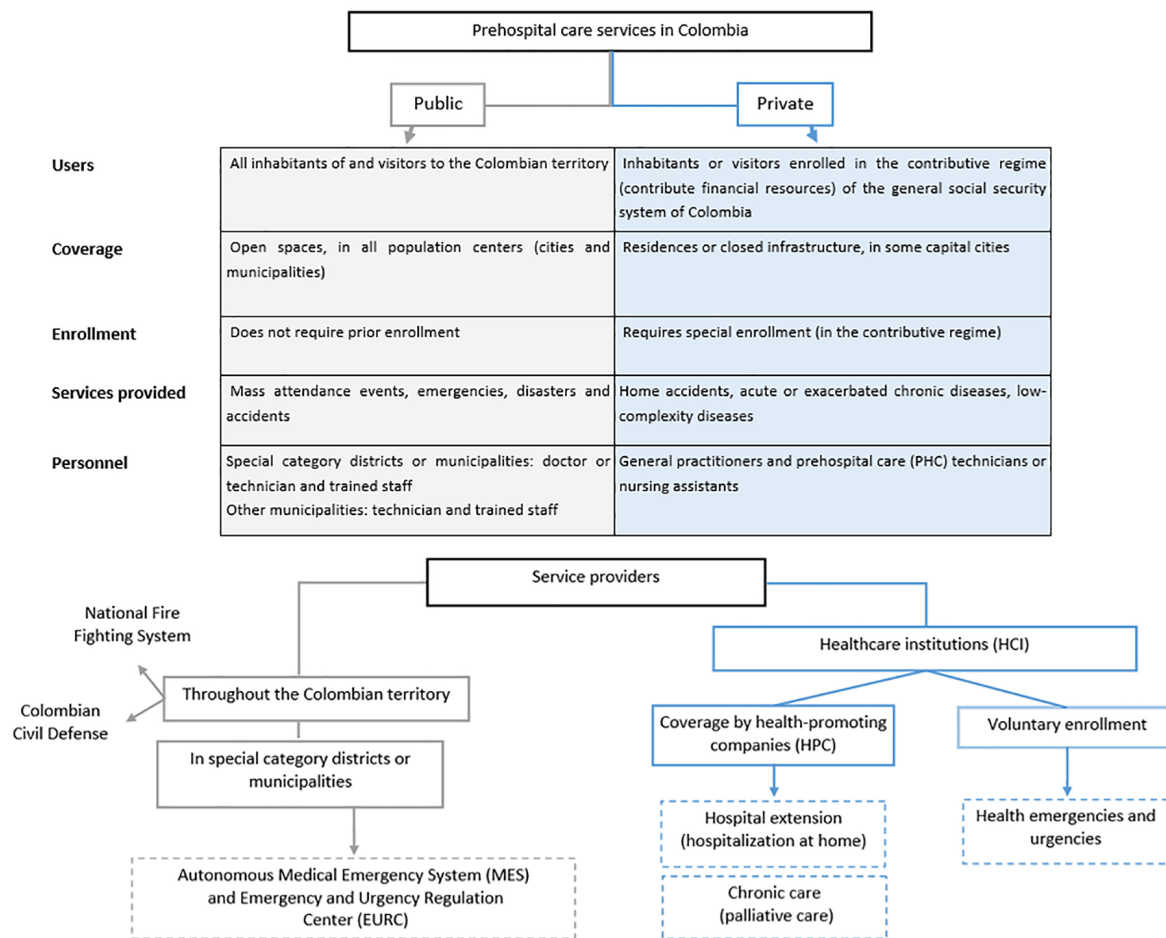 Prehospital care services in Colombia
Public
Private
Users
All inhabitants of and visitors to the Colombian territory
Inhabitants or visitors enrolled in the contributive regime
(contribute financial resources) of the general social security
system of Colombia
Coverage
Open spaces, in all population centers (cities and
municipalities)
Residences or closed infrastructure, in some capital cities
Enrollment
Does not require prior enrollment
Requires special enrollment (in the contributive regime)
Services provided
Mass attendance events, emergencies, disasters and
accidents
Home accidents, acute or exacerbated chronic diseases, low-
complexity diseases
Personnel
Special category districts or municipalities: doctor or
technician and trained staff
Other municipalities: technician and trained staff
General practitioners and prehospital care (PHC) technicians or
nursing assistants
Service providers
National Fire
Fighting System
Colombian
Civil Defense
Throughout the Colombian territory
In special category districts or
municipalities
Autonomous Medical Emergency System (MES)
and Emergency and Urgency Regulation
Center (EURC)
Healthcare institutions (HCI)
Coverage by health-promoting
companies (HPC)
Voluntary enrollment
Hospital extension
(hospitalization at home)
Chronic care
(palliative care)
Health emergencies and
urgencies